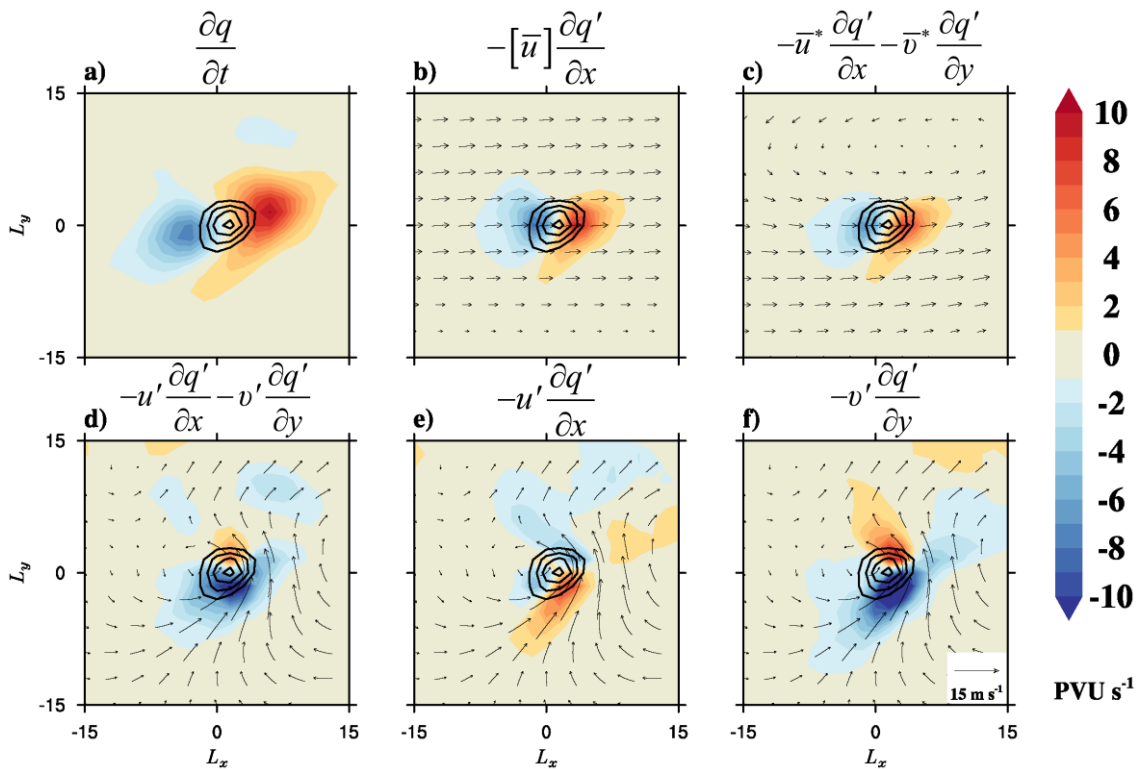 a) ∂q/∂t
b) −[u̅] ∂q′/∂x
c) −u̅* ∂q′/∂x − v̅* ∂q′/∂y
15
0
-15
L_y
10
8
6
4
2
0
-2
-4
-6
-8
-10
PVU s⁻¹
d) −u′ ∂q′/∂x − υ′ ∂q′/∂y
e) −u′ ∂q′/∂x
f) −υ′ ∂q′/∂y
15
0
-15
L_y
15 m s⁻¹
-15 0 15 -15 0 15 -15 0 15
L_x L_x L_x